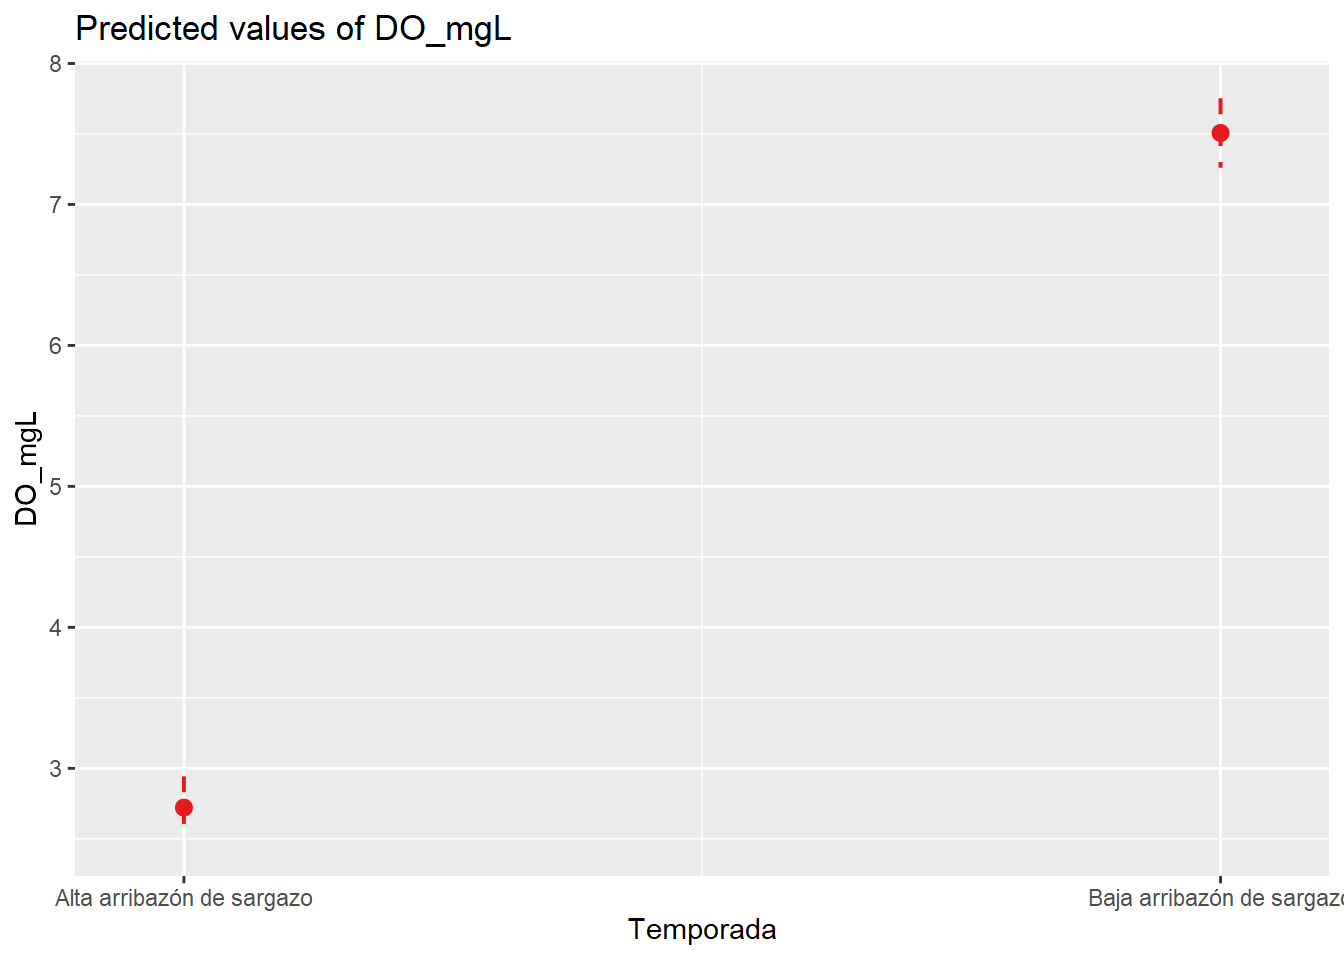 Predicted values of DO_mgL
8
7
6
5
4
3
DO_mgL
Alta arribazón de sargazo
Baja arribazón de sargazo
Temporada